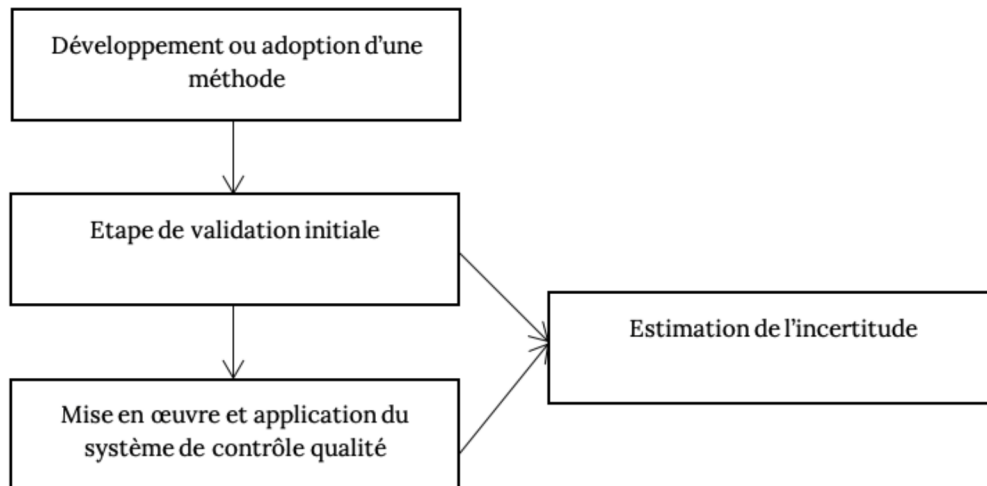 Développement ou adoption d’une
méthode
Etape de validation initiale
Estimation de l’incertitude
Mise en œuvre et application du
système de contrôle qualité